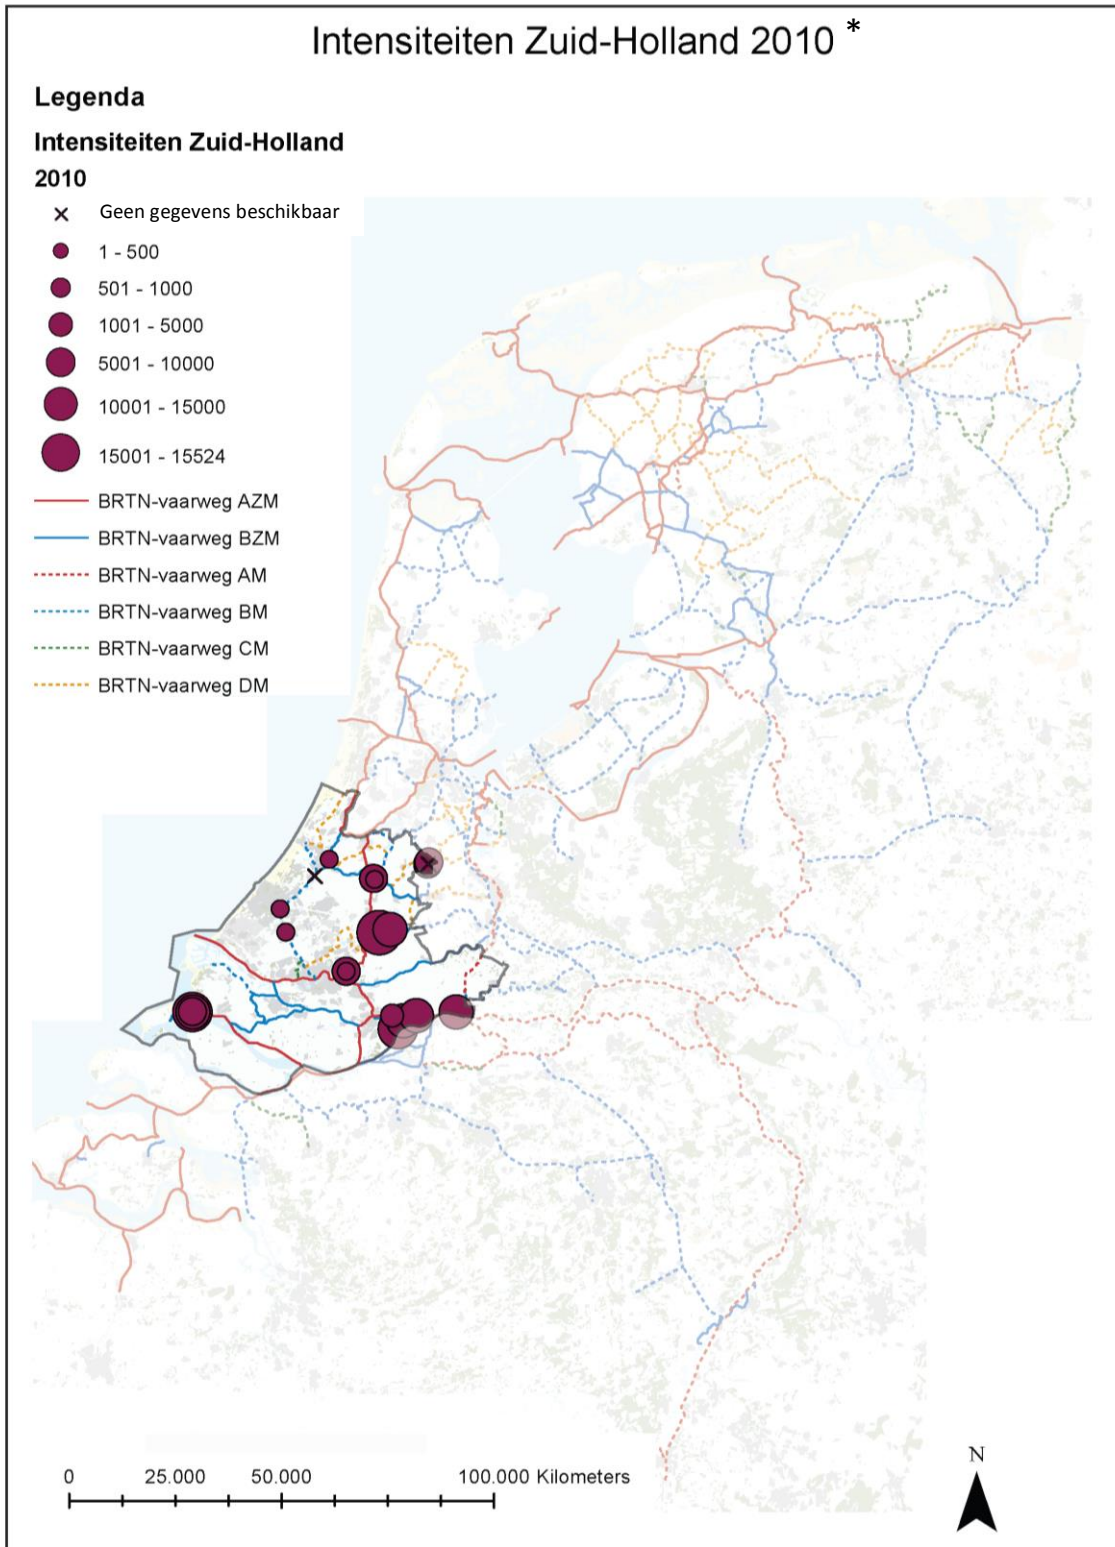 Intensiteiten Zuid-Holland 2010 *
Legenda
Intensiteiten Zuid-Holland
2010
Geen gegevens beschikbaar
1 - 500
501 - 1000
1001 - 5000
5001 - 10000
10001 - 15000
15001 - 15524
BRTN-vaarweg AZM
BRTN-vaarweg BZM
BRTN-vaarweg AM
BRTN-vaarweg BM
BRTN-vaarweg CM
BRTN-vaarweg DM
0 25.000 50.000 100.000 Kilometers
N